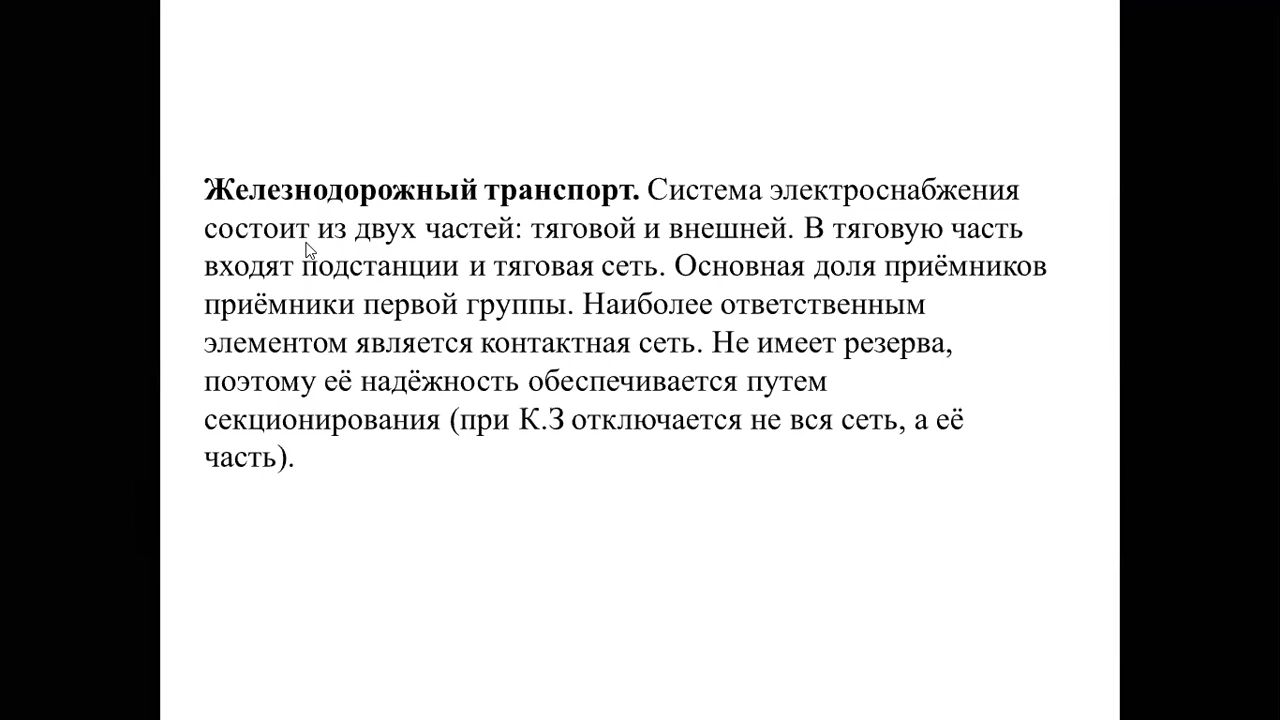 Железнодорожный транспорт. Система электроснабжения
состоит из двух частей: тяговой и внешней. В тяговую часть
входят подстанции и тяговая сеть. Основная доля приёмников
приёмники первой группы. Наиболее ответственным
элементом является контактная сеть. Не имеет резерва,
поэтому её надёжность обеспечивается путем
секционирования (при К.З отключается не вся сеть, а её
часть).